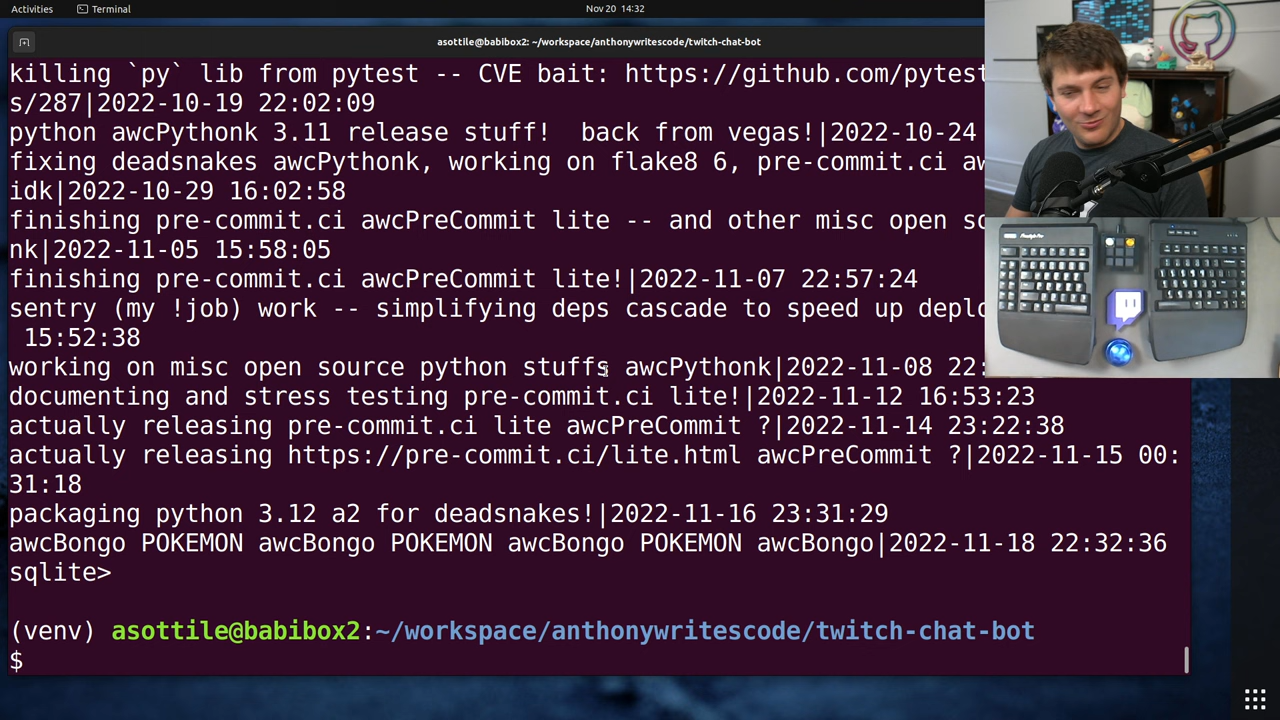 Activities Terminal Nov 20 14:32
asottile@babibox2: ~/workspace/anthonywritescode/twitch-chat-bot
killing `py` lib from pytest -- CVE bait: https://github.com/pytest
s/287|2022-10-19 22:02:09
python awcPythonk 3.11 release stuff!  back from vegas!|2022-10-24
fixing deadsnakes awcPythonk, working on flake8 6, pre-commit.ci aw
idk|2022-10-29 16:02:58
finishing pre-commit.ci awcPreCommit lite -- and other misc open so
nk|2022-11-05 15:58:05
finishing pre-commit.ci awcPreCommit lite!|2022-11-07 22:57:24
sentry (my !job) work -- simplifying deps cascade to speed up deplo
 15:52:38
working on misc open source python stuffs awcPythonk|2022-11-08 22:
documenting and stress testing pre-commit.ci lite!|2022-11-12 16:53:23
actually releasing pre-commit.ci lite awcPreCommit ?|2022-11-14 23:22:38
actually releasing https://pre-commit.ci/lite.html awcPreCommit ?|2022-11-15 00:
31:18
packaging python 3.12 a2 for deadsnakes!|2022-11-16 23:31:29
awcBongo POKEMON awcBongo POKEMON awcBongo POKEMON awcBongo|2022-11-18 22:32:36
sqlite>
(venv) asottile@babibox2:~/workspace/anthonywritescode/twitch-chat-bot
$